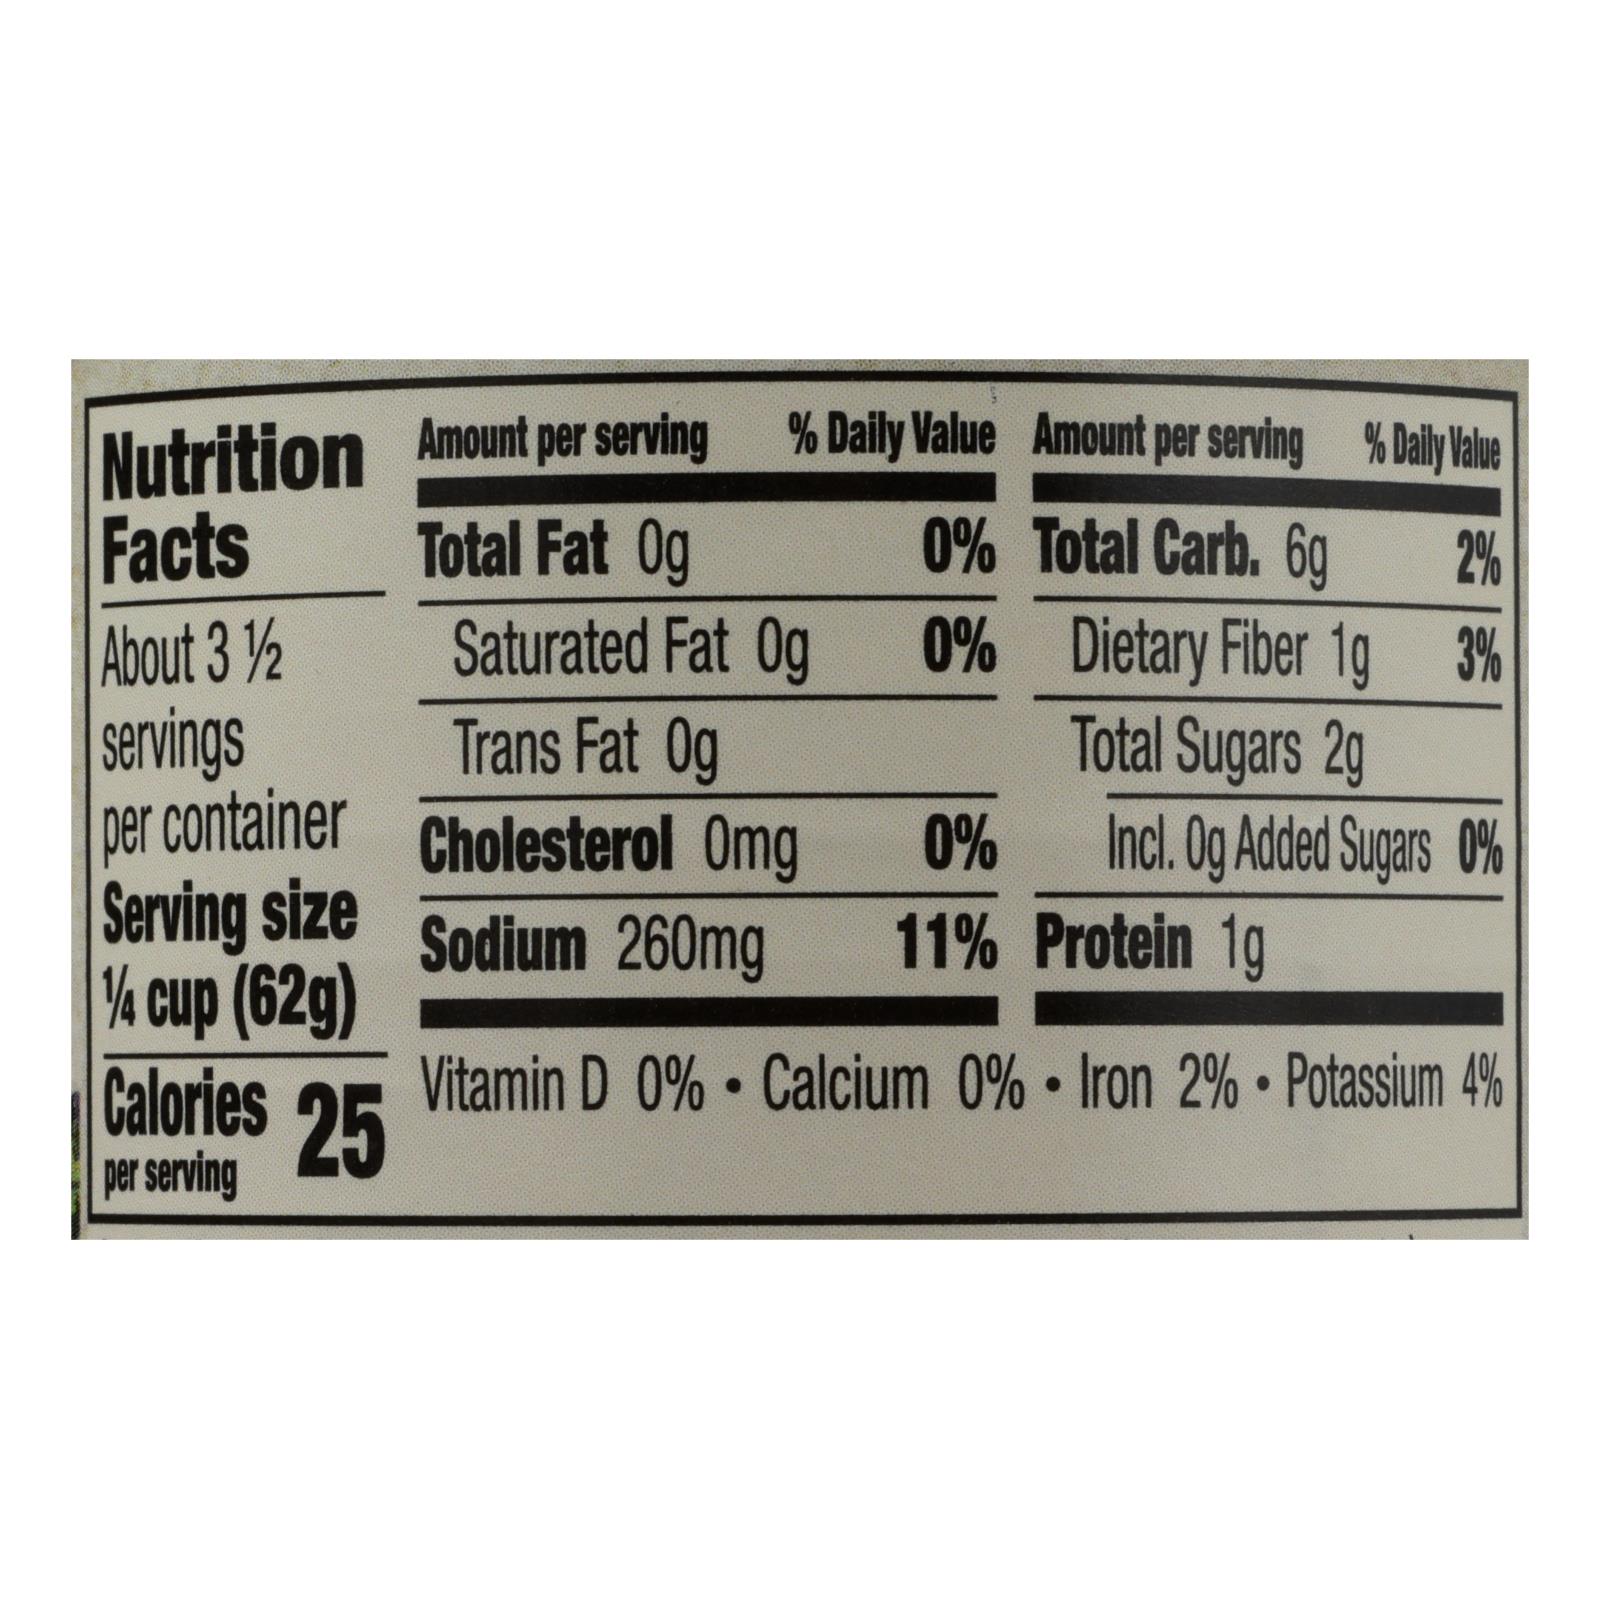 Nutrition
Facts
About 3 ½
servings
per container
Serving size
¼ cup (62g)
Calories 25
per serving
Amount per serving % Daily Value
Total Fat 0g 0%
Saturated Fat 0g 0%
Trans Fat 0g
Cholesterol 0mg 0%
Sodium 260mg 11%
Amount per serving % Daily Value
Total Carb. 6g 2%
Dietary Fiber 1g 3%
Total Sugars 2g
Incl. 0g Added Sugars 0%
Protein 1g
Vitamin D 0% • Calcium 0% • Iron 2% • Potassium 4%